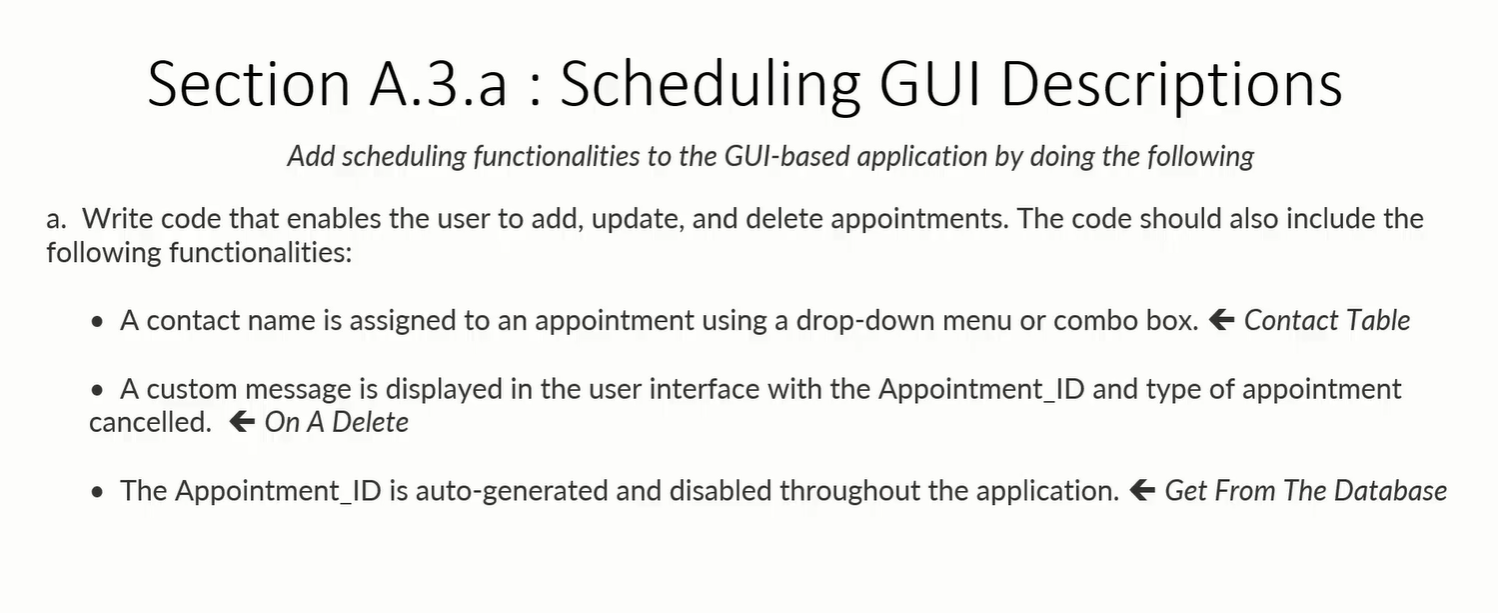 Section A.3.a : Scheduling GUI Descriptions
Add scheduling functionalities to the GUI-based application by doing the following
a. Write code that enables the user to add, update, and delete appointments. The code should also include the
following functionalities:
• A contact name is assigned to an appointment using a drop-down menu or combo box. 🡰 Contact Table
• A custom message is displayed in the user interface with the Appointment_ID and type of appointment
cancelled. 🡰 On A Delete
• The Appointment_ID is auto-generated and disabled throughout the application. 🡰 Get From The Database